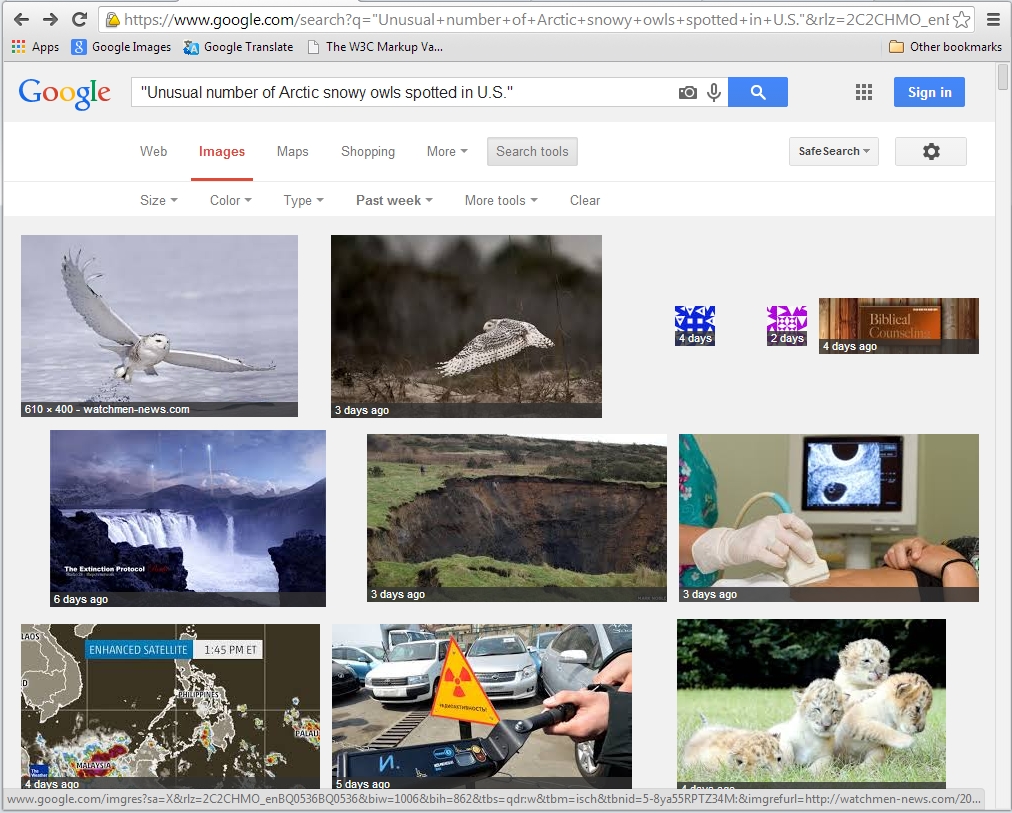 https://www.google.com/search?q="Unusual+number+of+Arctic+snowy+owls+spotted+in+U.S."&rlz=2C2CHMO_enE
Apps Google Images Google Translate The W3C Markup Va... Other bookmarks
Google "Unusual number of Arctic snowy owls spotted in U.S." Sign in
Web Images Maps Shopping More Search tools SafeSearch
Size Color Type Past week More tools Clear
4 days 2 days
Biblical
Counseling
4 days ago
610 × 400 - watchmen-news.com
3 days ago
The Extinction Protocol
6 days ago
3 days ago
3 days ago
LAOS
ENHANCED SATELLITE 1:45 PM ET
PHILIPPINES
PALAU
MALAYSIA
The Weather
4 days ago
РАДИОАКТИВНОСТЬ!
И.
5 days ago
4 days ago
www.google.com/imgres?sa=X&rlz=2C2CHMO_enBQ0536BQ0536&biw=1006&bih=862&tbs=qdr:w&tbm=isch&tbnid=5-8ya55RPTZ34M:&imgrefurl=http://watchmen-news.com/20...